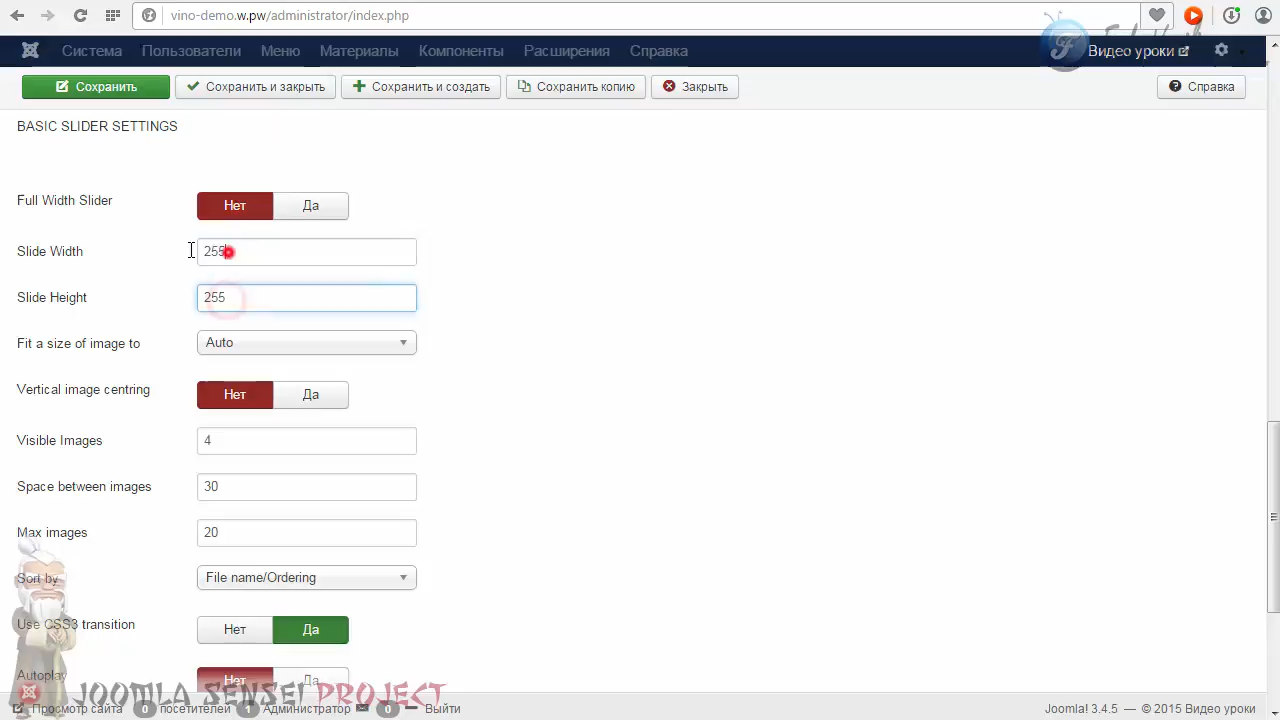 vino-demo.w.pw/administrator/index.php
Система Пользователи Меню Материалы Компоненты Расширения Справка Видео уроки
Сохранить Сохранить и закрыть Сохранить и создать Сохранить копию Закрыть Справка
BASIC SLIDER SETTINGS
Full Width Slider Нет Да
Slide Width 255
Slide Height 255
Fit a size of image to Auto
Vertical image centring Нет Да
Visible Images 4
Space between images 30
Max images 20
Sort by File name/Ordering
Use CSS3 transition Нет Да
Autoplay Нет Да
JOOMLA SENSEI PROJECT
Просмотр сайта 0 посетителей 1 Администратор 0 Выйти Joomla! 3.4.5 — © 2015 Видео уроки